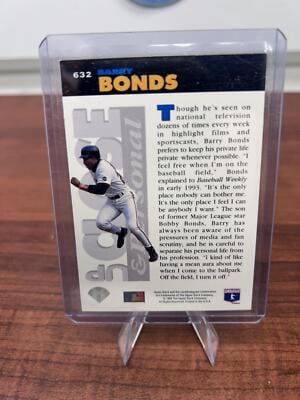 632
BARRY
BONDS
Though he's seen on
national television
dozens of times every week
in highlight films and
sportscasts, Barry Bonds
prefers to keep his private life
private whenever possible. "I
feel free when I'm on the
baseball field," Bonds
explained to Baseball Weekly
in early 1993. "It's the only
place nobody can bother me.
It's the only place I feel I can
be anybody I want." The son
of former Major League star
Bobby Bonds, Barry has
always been aware of the
pressures of media and fan
scrutiny, and he is careful to
separate his personal life from
his profession. "I kind of like
having a mean aura about me
when I come to the ballpark.
Off the field, I turn it off."
UP CLOSE
& Personal